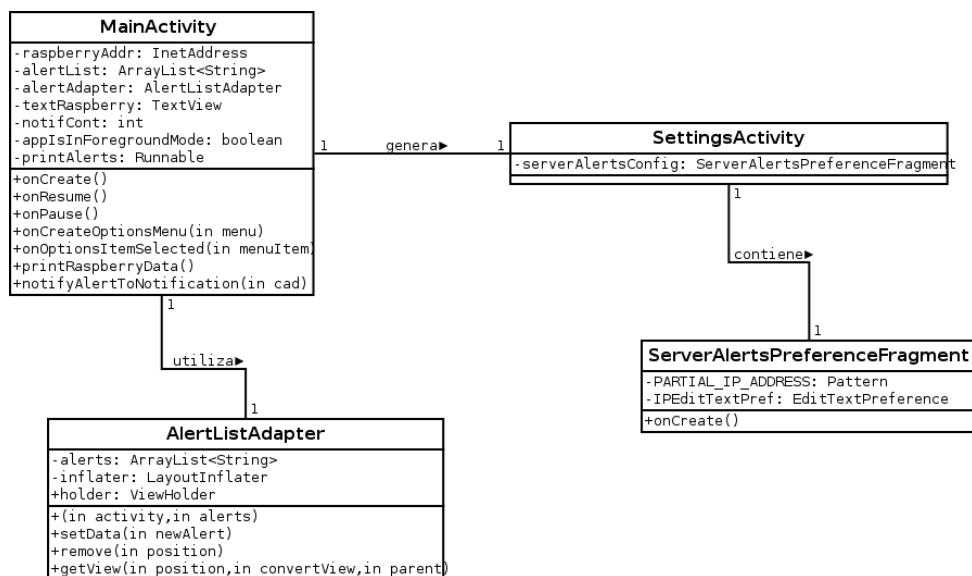 MainActivity
-raspberryAddr: InetAddress
-alertList: ArrayList<String>
-alertAdapter: AlertListAdapter
-textRaspberry: TextView
-notifCont: int
-appIsInForegroundMode: boolean
-printAlerts: Runnable
+onCreate()
+onResume()
+onPause()
+onCreateOptionsMenu(in menu)
+onOptionsItemSelected(in menuItem)
+printRaspberryData()
+notifyAlertToNotification(in cad)
1 genera▶ 1
SettingsActivity
-serverAlertsConfig: ServerAlertsPreferenceFragment
1
contiene▶
1
ServerAlertsPreferenceFragment
-PARTIAL_IP_ADDRESS: Pattern
-IPEditTextPref: EditTextPreference
+onCreate()
1
utiliza▶
1
AlertListAdapter
-alerts: ArrayList<String>
-inflater: LayoutInflater
+holder: ViewHolder
+(in activity,in alerts)
+setData(in newAlert)
+remove(in position)
+getView(in position,in convertView,in parent)